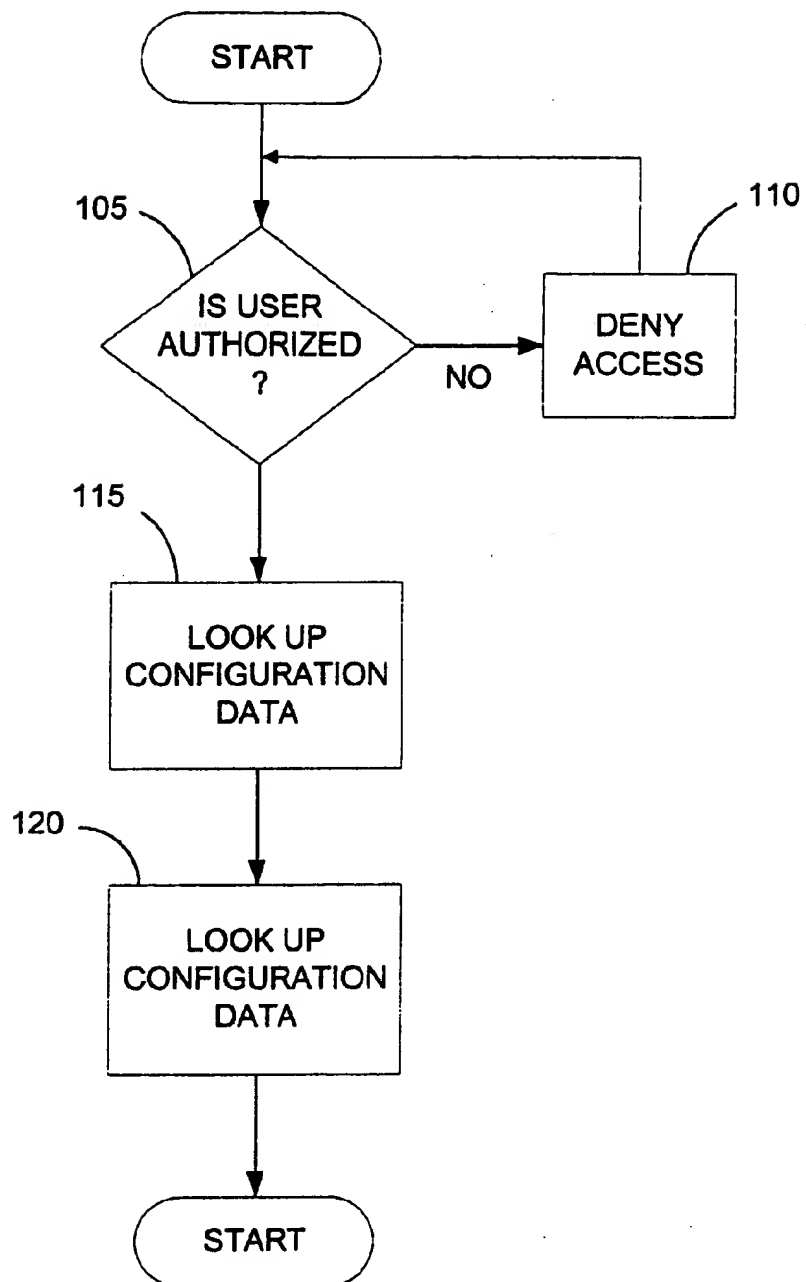 START
105
110
IS USER
AUTHORIZED
?
NO
DENY
ACCESS
115
LOOK UP
CONFIGURATION
DATA
120
LOOK UP
CONFIGURATION
DATA
START